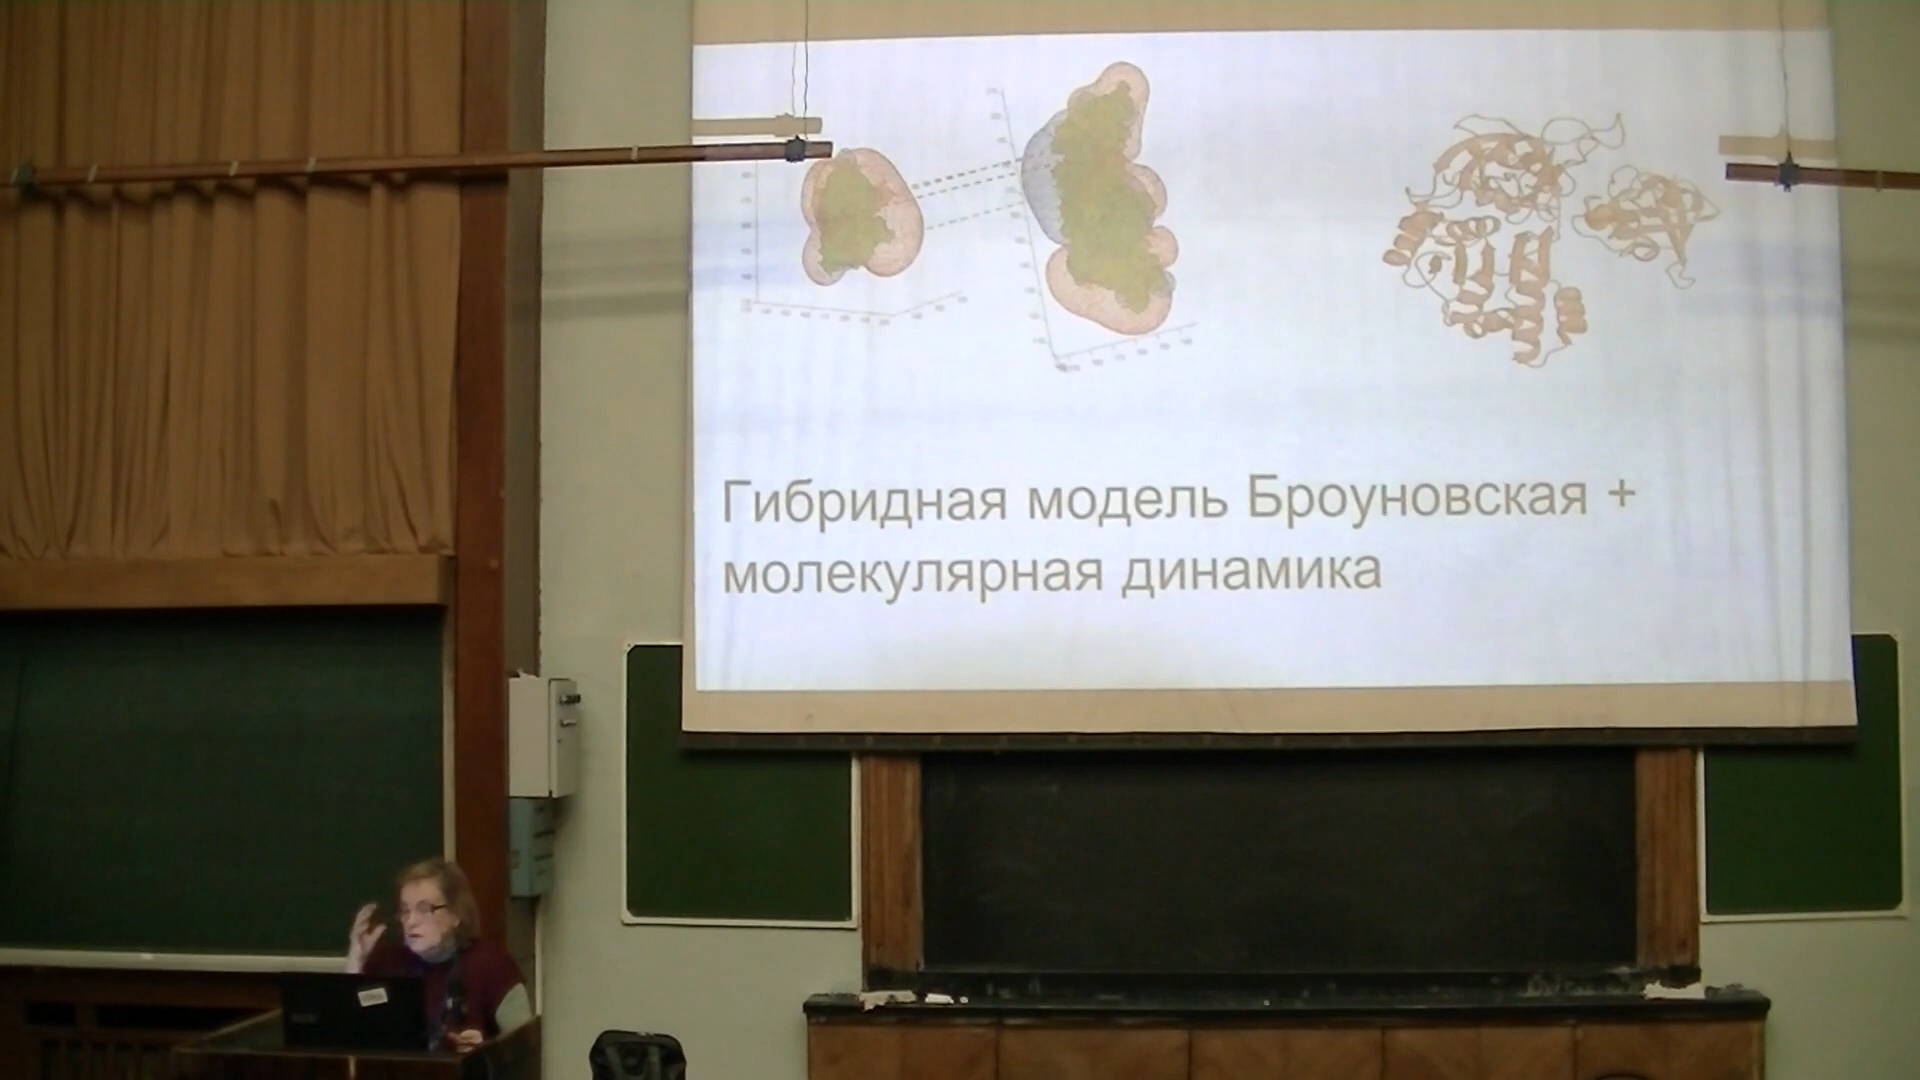 Гибридная модель Броуновская +
молекулярная динамика